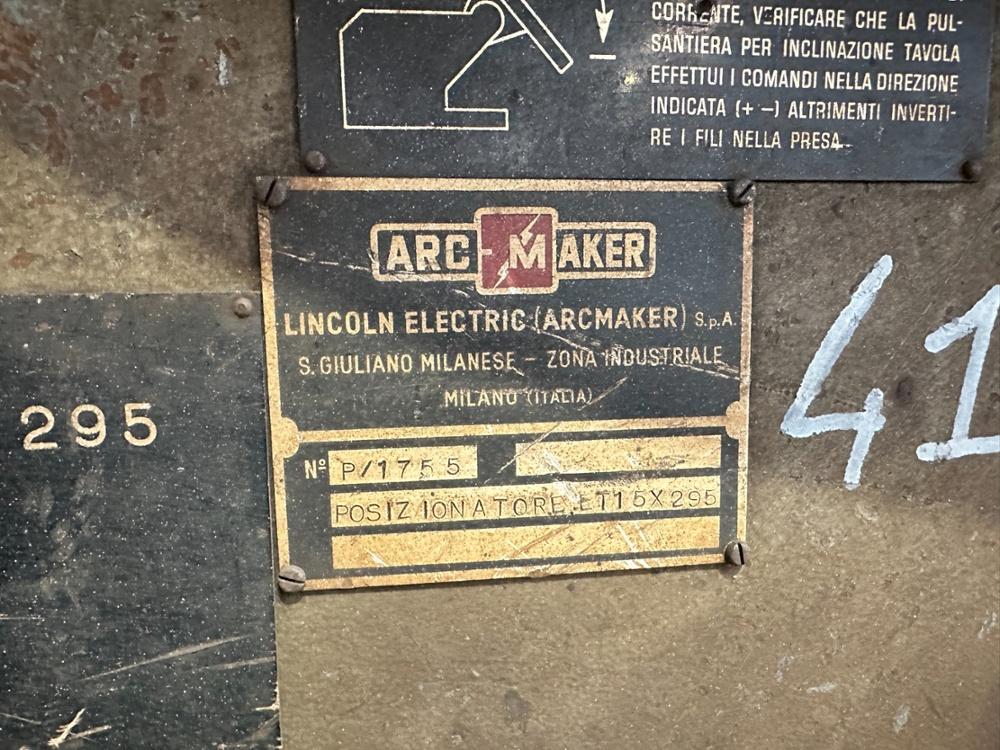 CORRENTE, VERIFICARE CHE LA PUL-
SANTIERA PER INCLINAZIONE TAVOLA
EFFETTUI I COMANDI NELLA DIREZIONE
INDICATA (+ −) ALTRIMENTI INVERTI-
RE I FILI NELLA PRESA
ARC-MAKER
LINCOLN ELECTRIC (ARCMAKER) S.p.A.
S. GIULIANO MILANESE - ZONA INDUSTRIALE
MILANO (ITALIA)
Nº P/1755
POSIZIONATORE LT15X295
295
41